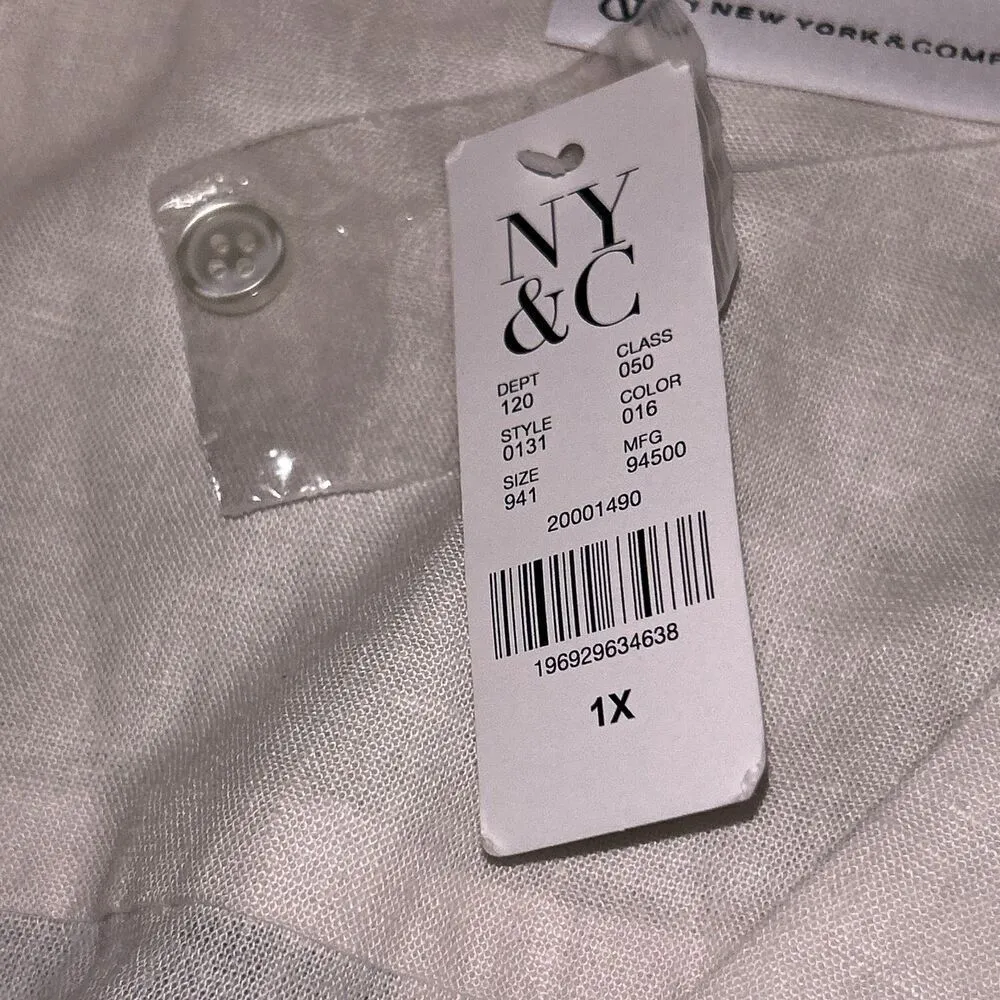 NEW YORK & COMP
NY
&C
DEPT CLASS
120 050
STYLE COLOR
0131 016
SIZE MFG
941 94500
20001490
196929634638
1X